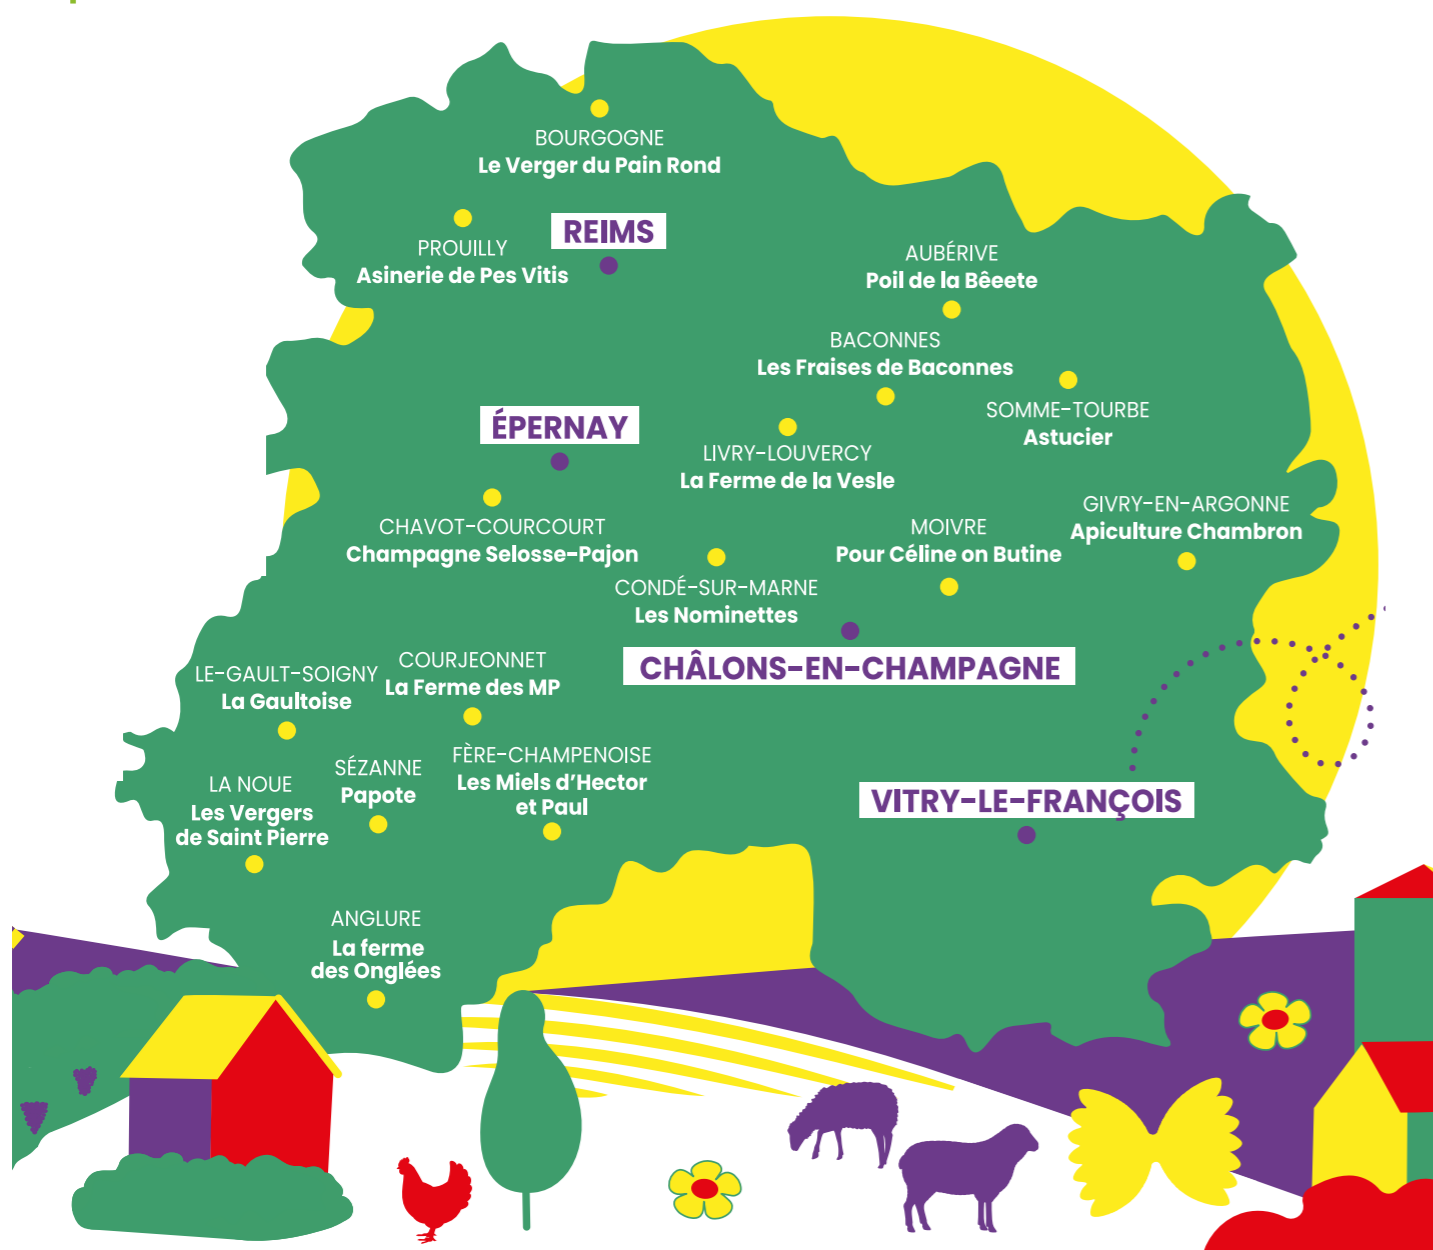 BOURGOGNE
Le Verger du Pain Rond
PROUILLY
Asinerie de Pes Vitis
REIMS
AUBÉRIVE
Poil de la Bêeete
BACONNES
Les Fraises de Baconnes
SOMME-TOURBE
Astucier
ÉPERNAY
LIVRY-LOUVERCY
La Ferme de la Vesle
CHAVOT-COURCOURT
Champagne Selosse-Pajon
MOIVRE
Pour Céline on Butine
GIVRY-EN-ARGONNE
Apiculture Chambron
CONDÉ-SUR-MARNE
Les Nominettes
CHÂLONS-EN-CHAMPAGNE
LE-GAULT-SOIGNY
La Gaultoise
COURJEONNET
La Ferme des MP
LA NOUE
Les Vergers
de Saint Pierre
SÉZANNE
Papote
FÈRE-CHAMPENOISE
Les Miels d'Hector
et Paul
VITRY-LE-FRANÇOIS
ANGLURE
La ferme
des Onglées